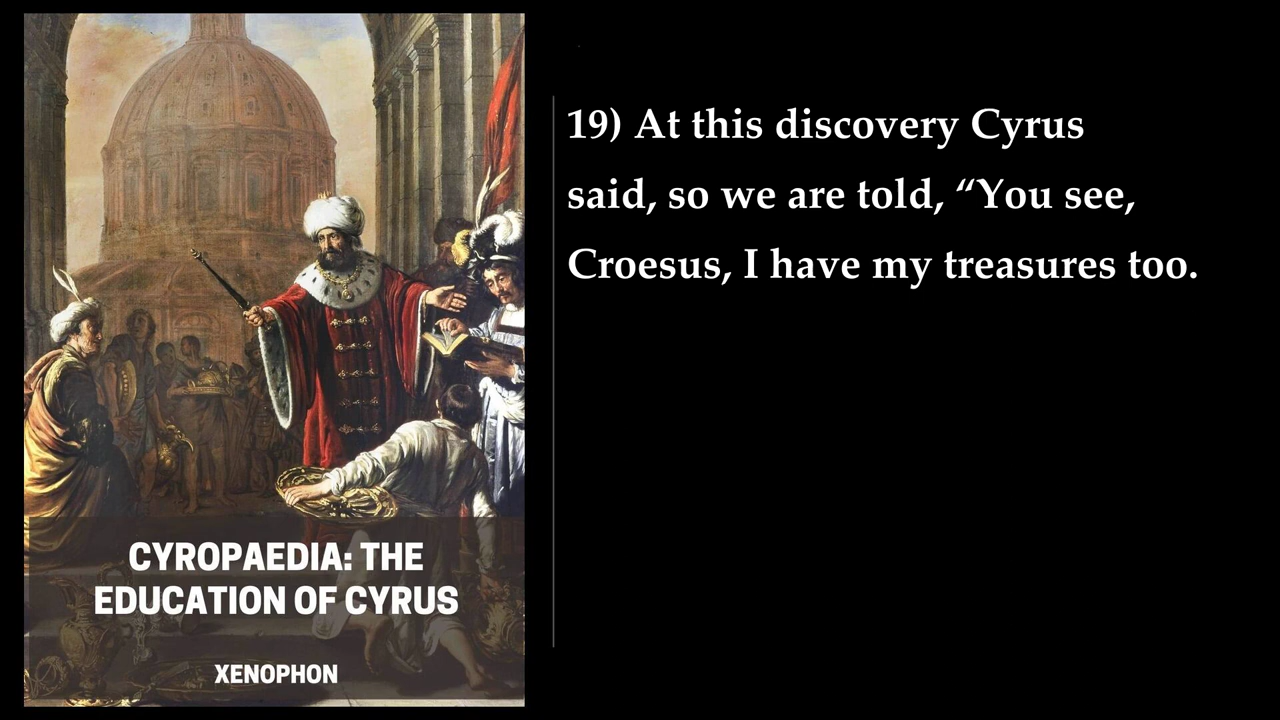 19) At this discovery Cyrus
said, so we are told, “You see,
Croesus, I have my treasures too.
CYROPAEDIA: THE
EDUCATION OF CYRUS
XENOPHON